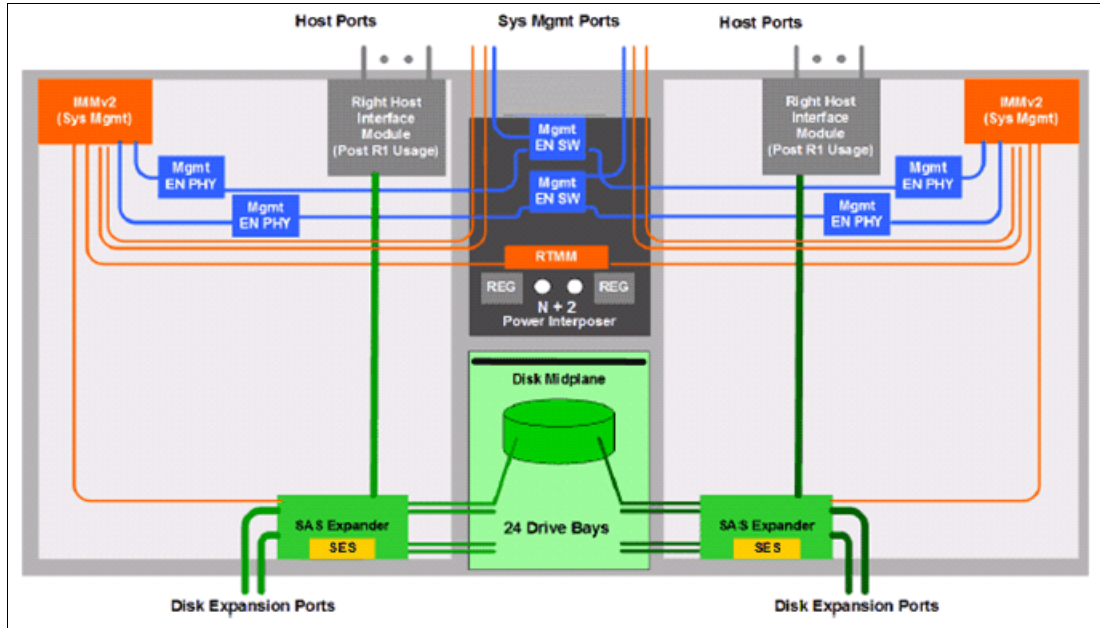 Host Ports
Sys Mgmt Ports
Host Ports
IMMv2
(Sys Mgmt)
Right Host
Interface
Module
(Post R1 Usage)
Mgmt
EN SW
Right Host
Interface
Module
(Post R1 Usage)
IMMv2
(Sys Mgmt)
Mgmt
EN PHY
Mgmt
EN SW
Mgmt
EN PHY
Mgmt
EN PHY
Mgmt
EN PHY
RTMM
REG
REG
N + 2
Power Interposer
Disk Midplane
SAS Expander
SES
24 Drive Bays
SAS Expander
SES
Disk Expansion Ports
Disk Expansion Ports